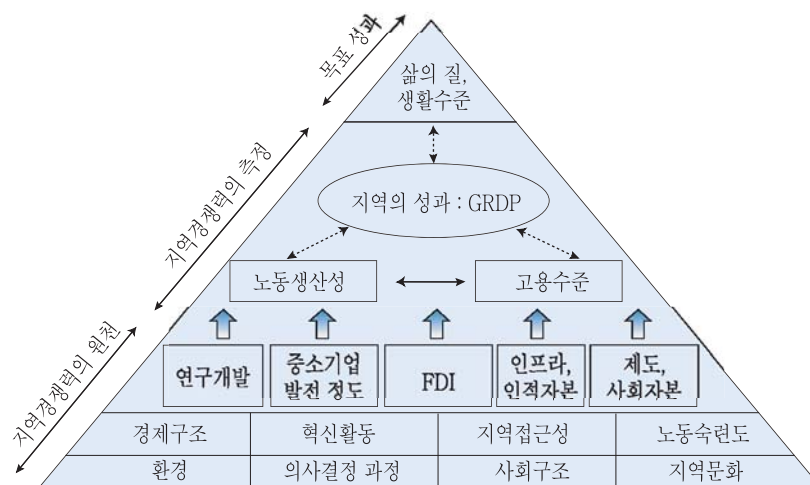 목표 성과
삶의 질,
생활수준
지역경쟁력의 측정
지역의 성과 : GRDP
노동생산성
고용수준
지역경쟁력의 원천
연구개발
중소기업
발전 정도
FDI
인프라,
인적자본
제도,
사회자본
경제구조
혁신활동
지역접근성
노동숙련도
환경
의사결정 과정
사회구조
지역문화